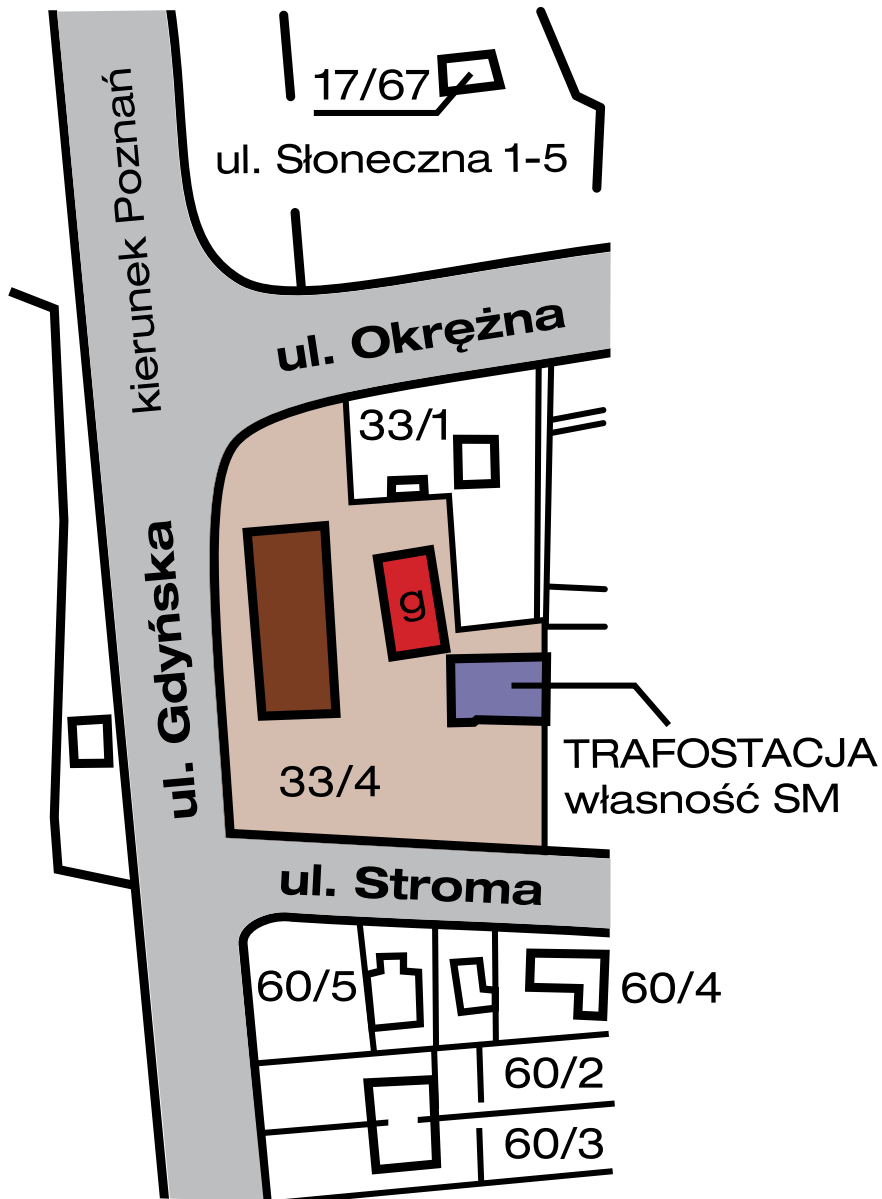 17/67
ul. Słoneczna 1-5
kierunek Poznań
ul. Okrężna
33/1
ul. Gdyńska
g
TRAFOSTACJA
własność SM
33/4
ul. Stroma
60/5
60/4
60/2
60/3